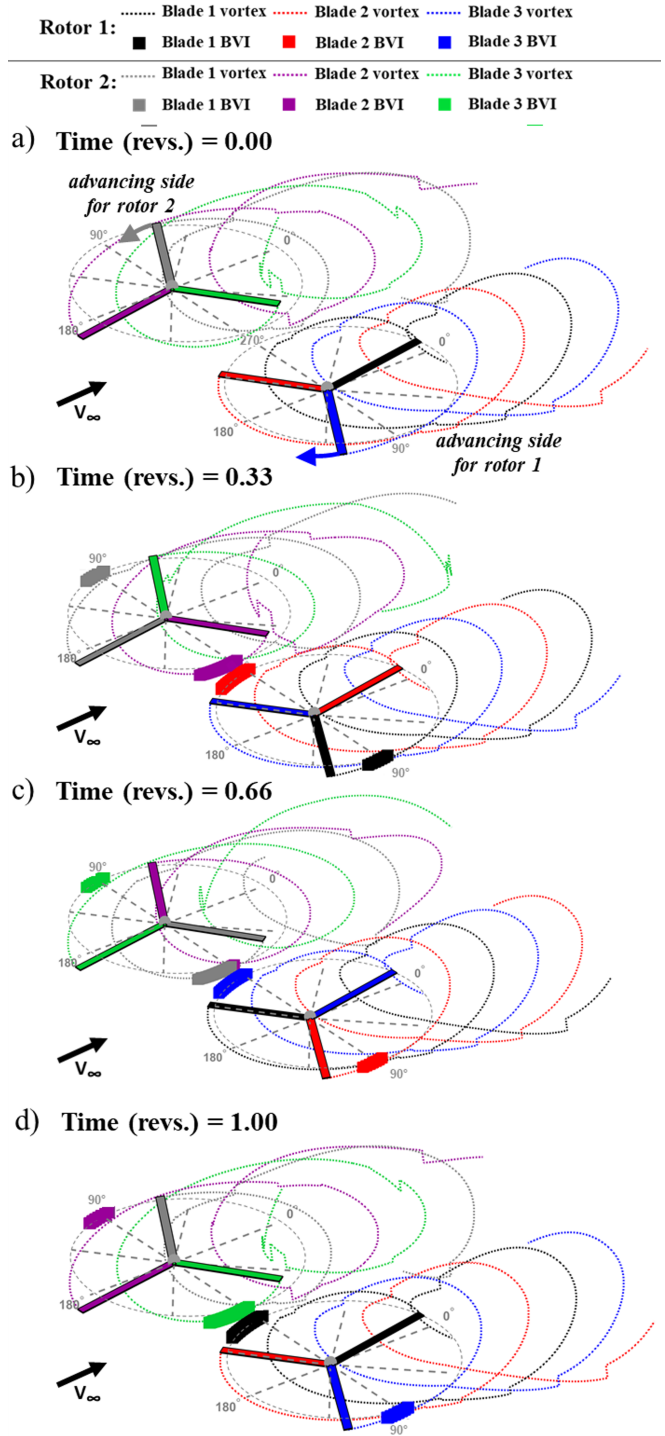 Rotor 1: Blade 1 vortex Blade 2 vortex Blade 3 vortex
Blade 1 BVI Blade 2 BVI Blade 3 BVI
Rotor 2: Blade 1 vortex Blade 2 vortex Blade 3 vortex
Blade 1 BVI Blade 2 BVI Blade 3 BVI
a) Time (revs.) = 0.00
advancing side
for rotor 2
90°
0°
180°
270°
0°
V∞
180°
90°
advancing side
for rotor 1
b) Time (revs.) = 0.33
90°
0°
180°
0°
V∞
180°
90°
c) Time (revs.) = 0.66
90°
0°
180°
0°
180°
V∞
90°
d) Time (revs.) = 1.00
90°
0°
180°
0°
V∞
180°
90°